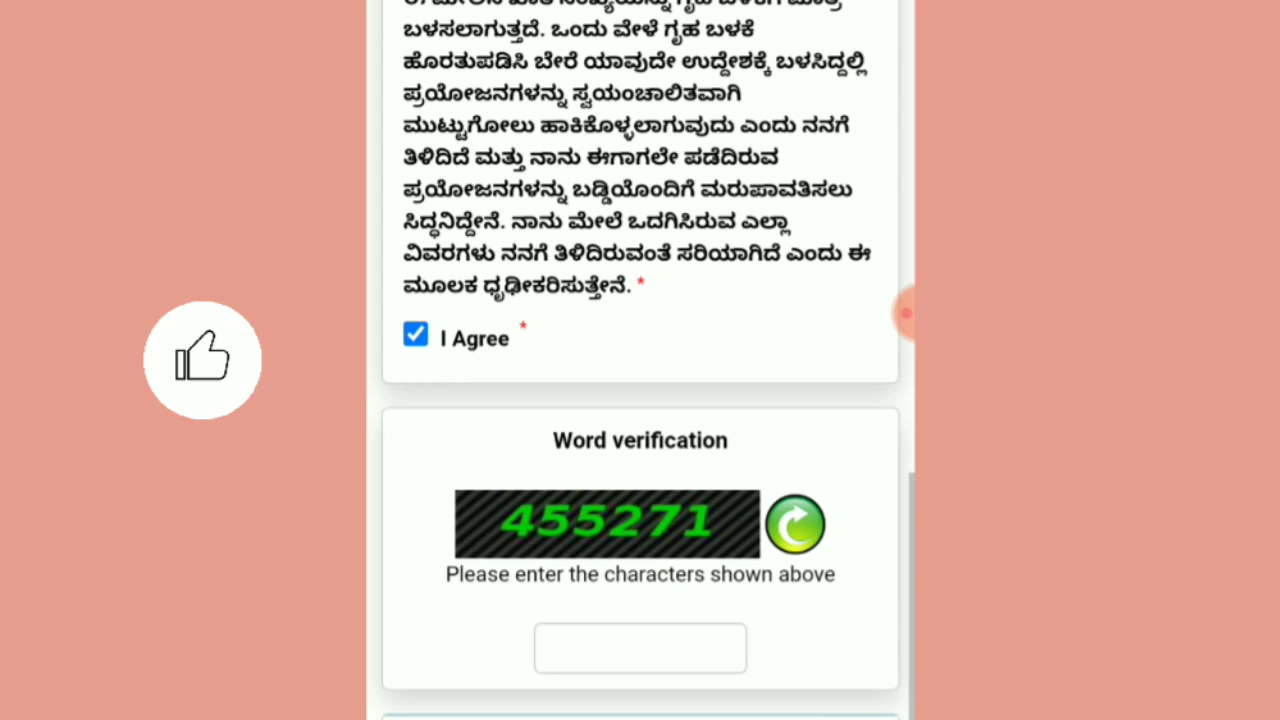 ಬಳಸಲಾಗುತ್ತದೆ. ಒಂದು ವೇಳೆ ಗೃಹ ಬಳಕೆ
ಹೊರತುಪಡಿಸಿ ಬೇರೆ ಯಾವುದೇ ಉದ್ದೇಶಕ್ಕೆ ಬಳಸಿದ್ದಲ್ಲಿ
ಪ್ರಯೋಜನಗಳನ್ನು ಸ್ವಯಂಚಾಲಿತವಾಗಿ
ಮುಟ್ಟುಗೋಲು ಹಾಕಿಕೊಳ್ಳಲಾಗುವುದು ಎಂದು ನನಗೆ
ತಿಳಿದಿದೆ ಮತ್ತು ನಾನು ಈಗಾಗಲೇ ಪಡೆದಿರುವ
ಪ್ರಯೋಜನಗಳನ್ನು ಬಡ್ಡಿಯೊಂದಿಗೆ ಮರುಪಾವತಿಸಲು
ಸಿದ್ಧನಿದ್ದೇನೆ. ನಾನು ಮೇಲೆ ಒದಗಿಸಿರುವ ಎಲ್ಲಾ
ವಿವರಗಳು ನನಗೆ ತಿಳಿದಿರುವಂತೆ ಸರಿಯಾಗಿದೆ ಎಂದು ಈ
ಮೂಲಕ ಧೃಢೀಕರಿಸುತ್ತೇನೆ. *
I Agree *
Word verification
455271
Please enter the characters shown above